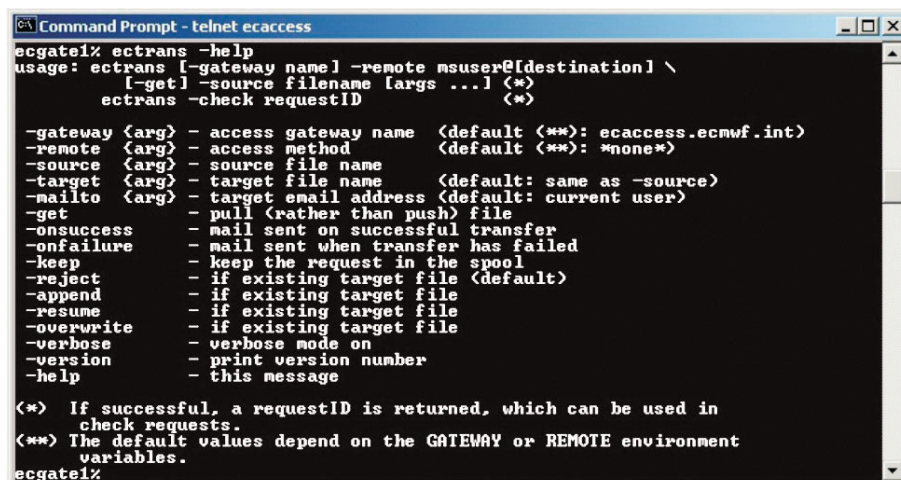 Command Prompt - telnet ecaccess
ecgate1% ectrans -help
usage: ectrans [-gateway name] -remote msuser@[destination] \
[-get] -source filename [args ...] (*)
ectrans -check requestID (*)
-gateway {arg} - access gateway name (default (**): ecaccess.ecmwf.int)
-remote {arg} - access method (default (**): *none*)
-source {arg} - source file name
-target {arg} - target file name (default: same as -source)
-mailto {arg} - target email address (default: current user)
-get - pull (rather than push) file
-onsuccess - mail sent on successful transfer
-onfailure - mail sent when transfer has failed
-keep - keep the request in the spool
-reject - if existing target file (default)
-append - if existing target file
-resume - if existing target file
-overwrite - if existing target file
-verbose - verbose mode on
-version - print version number
-help - this message
(*) If successful, a requestID is returned, which can be used in
check requests.
(**) The default values depend on the GATEWAY or REMOTE environment
variables.
ecgate1%